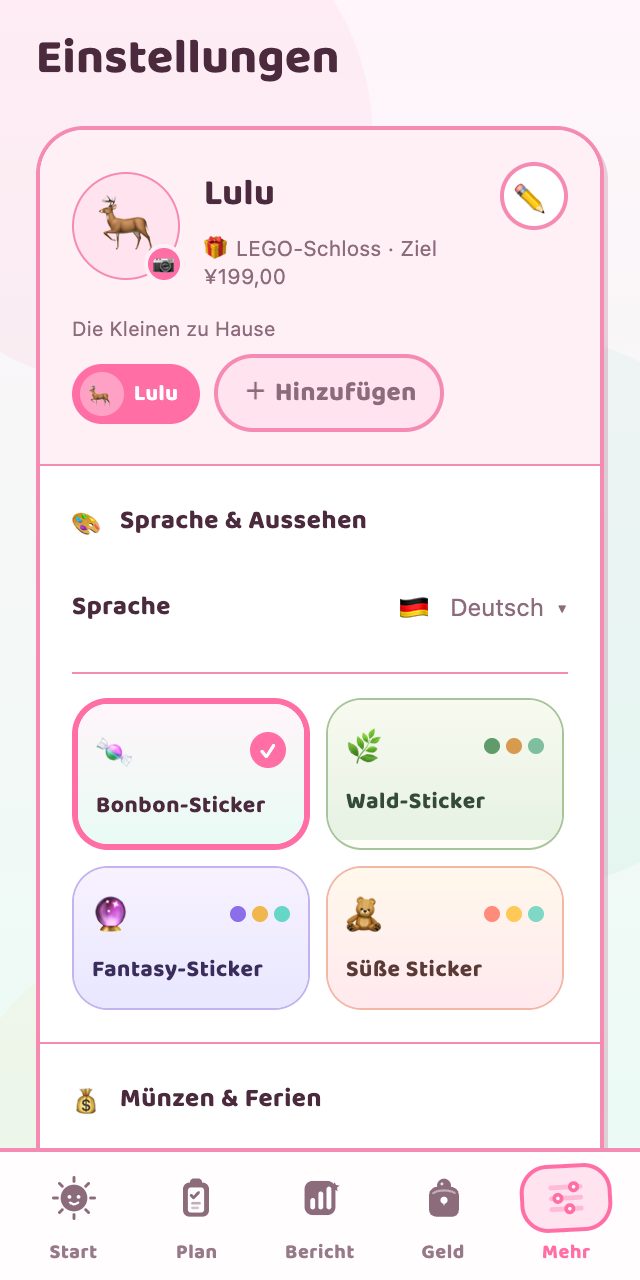 Einstellungen
Lulu
LEGO-Schloss · Ziel
¥199,00
Die Kleinen zu Hause
Lulu
+ Hinzufügen
Sprache & Aussehen
Sprache
Deutsch
Bonbon-Sticker
Wald-Sticker
Fantasy-Sticker
Süße Sticker
Münzen & Ferien
Start
Plan
Bericht
Geld
Mehr